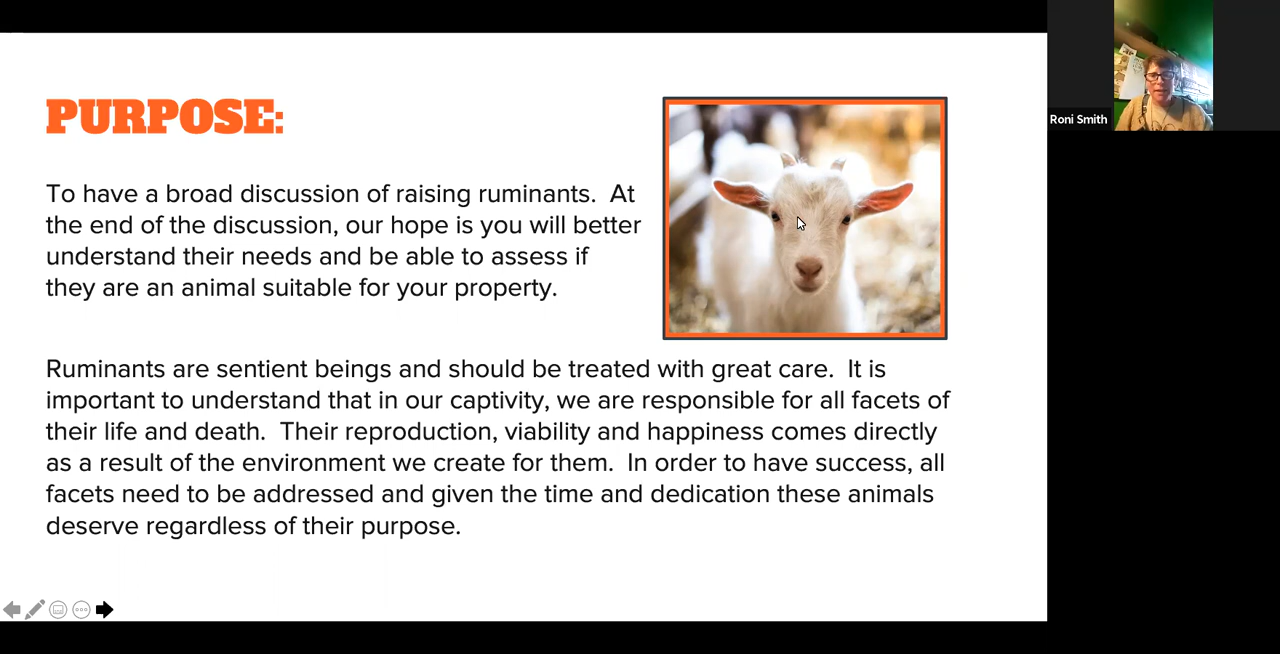 PURPOSE:
To have a broad discussion of raising ruminants.  At
the end of the discussion, our hope is you will better
understand their needs and be able to assess if
they are an animal suitable for your property.
Ruminants are sentient beings and should be treated with great care.  It is
important to understand that in our captivity, we are responsible for all facets of
their life and death.  Their reproduction, viability and happiness comes directly
as a result of the environment we create for them.  In order to have success, all
facets need to be addressed and given the time and dedication these animals
deserve regardless of their purpose.
Roni Smith